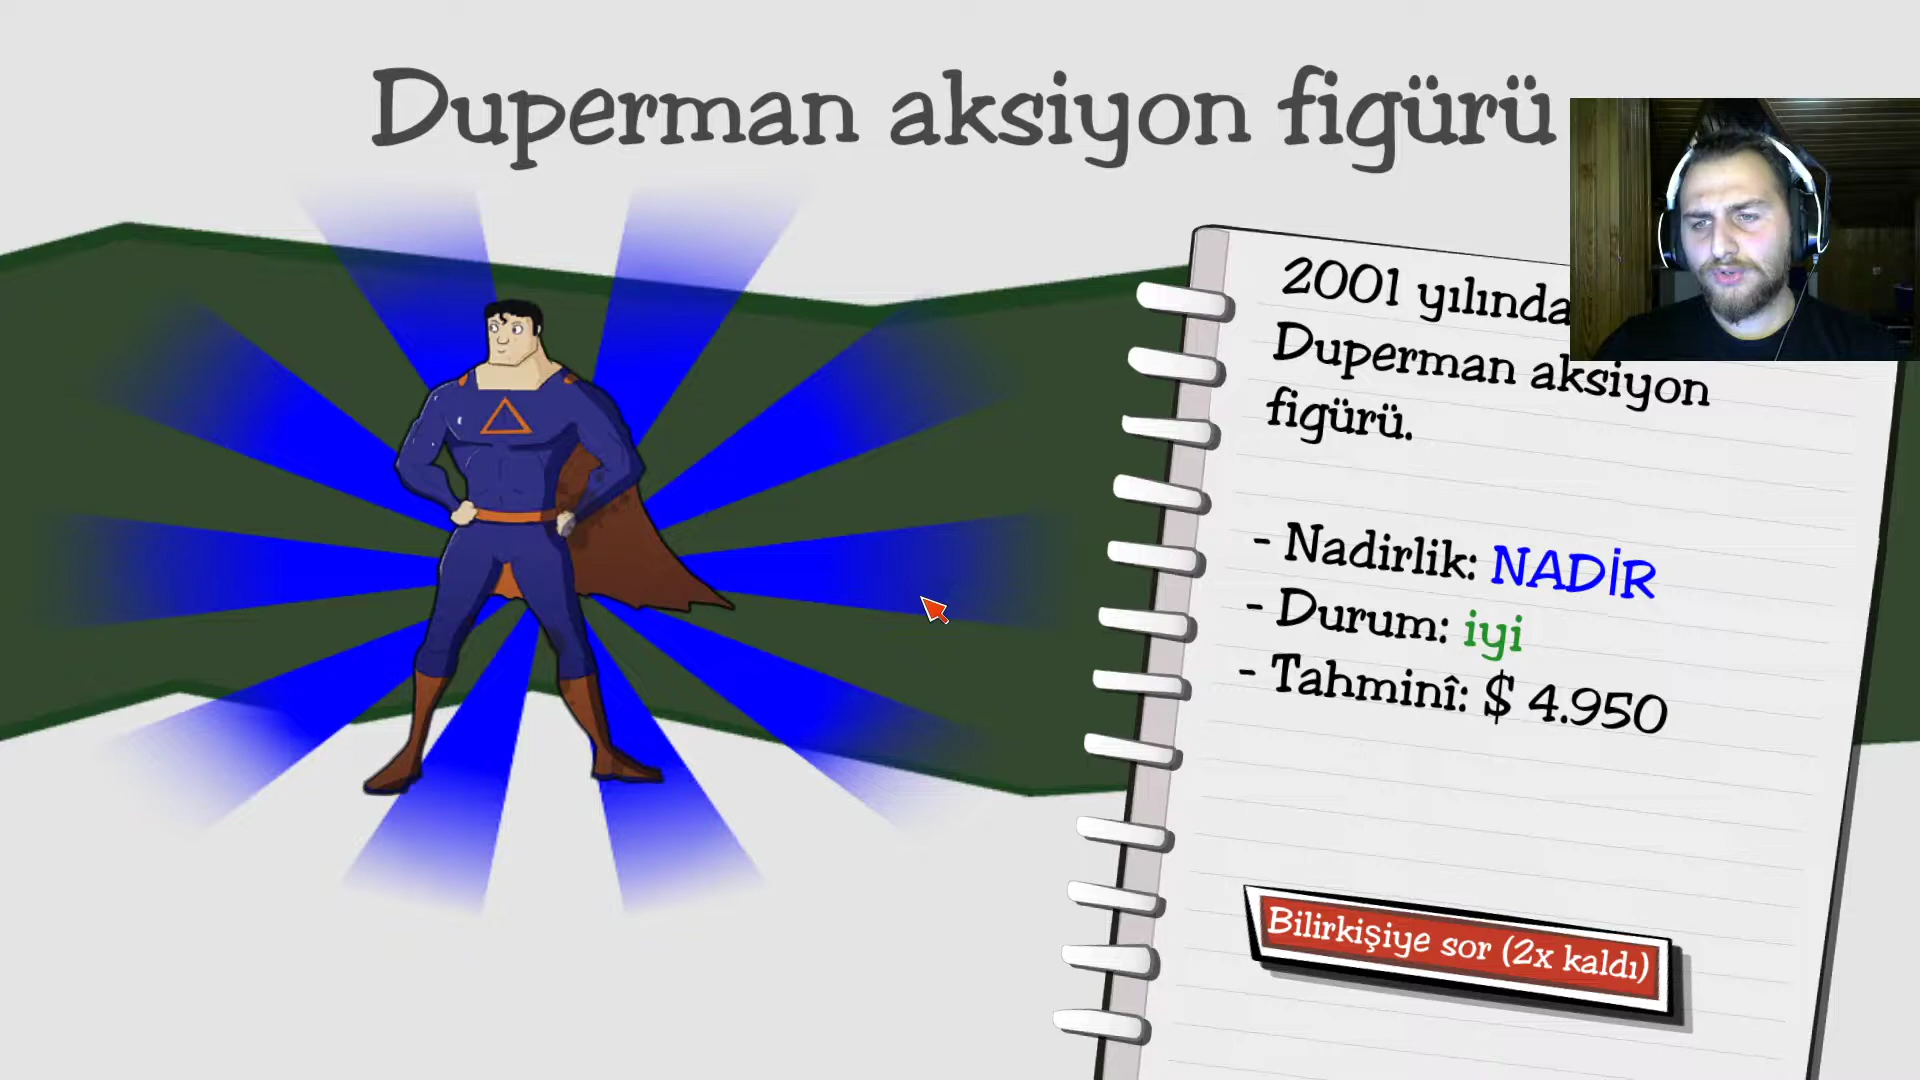 Duperman aksiyon figürü
2001 yılında
Duperman aksiyon
figürü.
- Nadirlik: NADİR
- Durum: iyi
- Tahminî: $ 4.950
Bilirkişiye sor (2x kaldı)